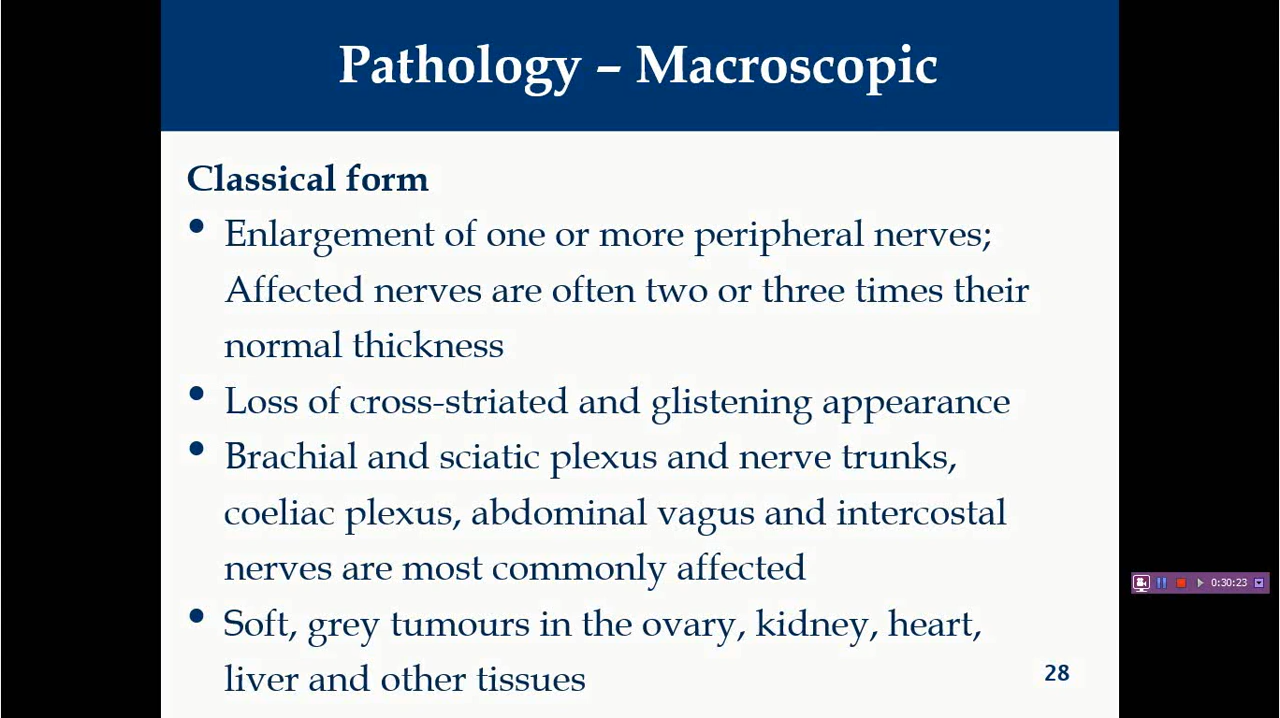 Pathology – Macroscopic
Classical form
• Enlargement of one or more peripheral nerves;
Affected nerves are often two or three times their
normal thickness
• Loss of cross-striated and glistening appearance
• Brachial and sciatic plexus and nerve trunks,
coeliac plexus, abdominal vagus and intercostal
nerves are most commonly affected
• Soft, grey tumours in the ovary, kidney, heart,
liver and other tissues
28
0:30:23